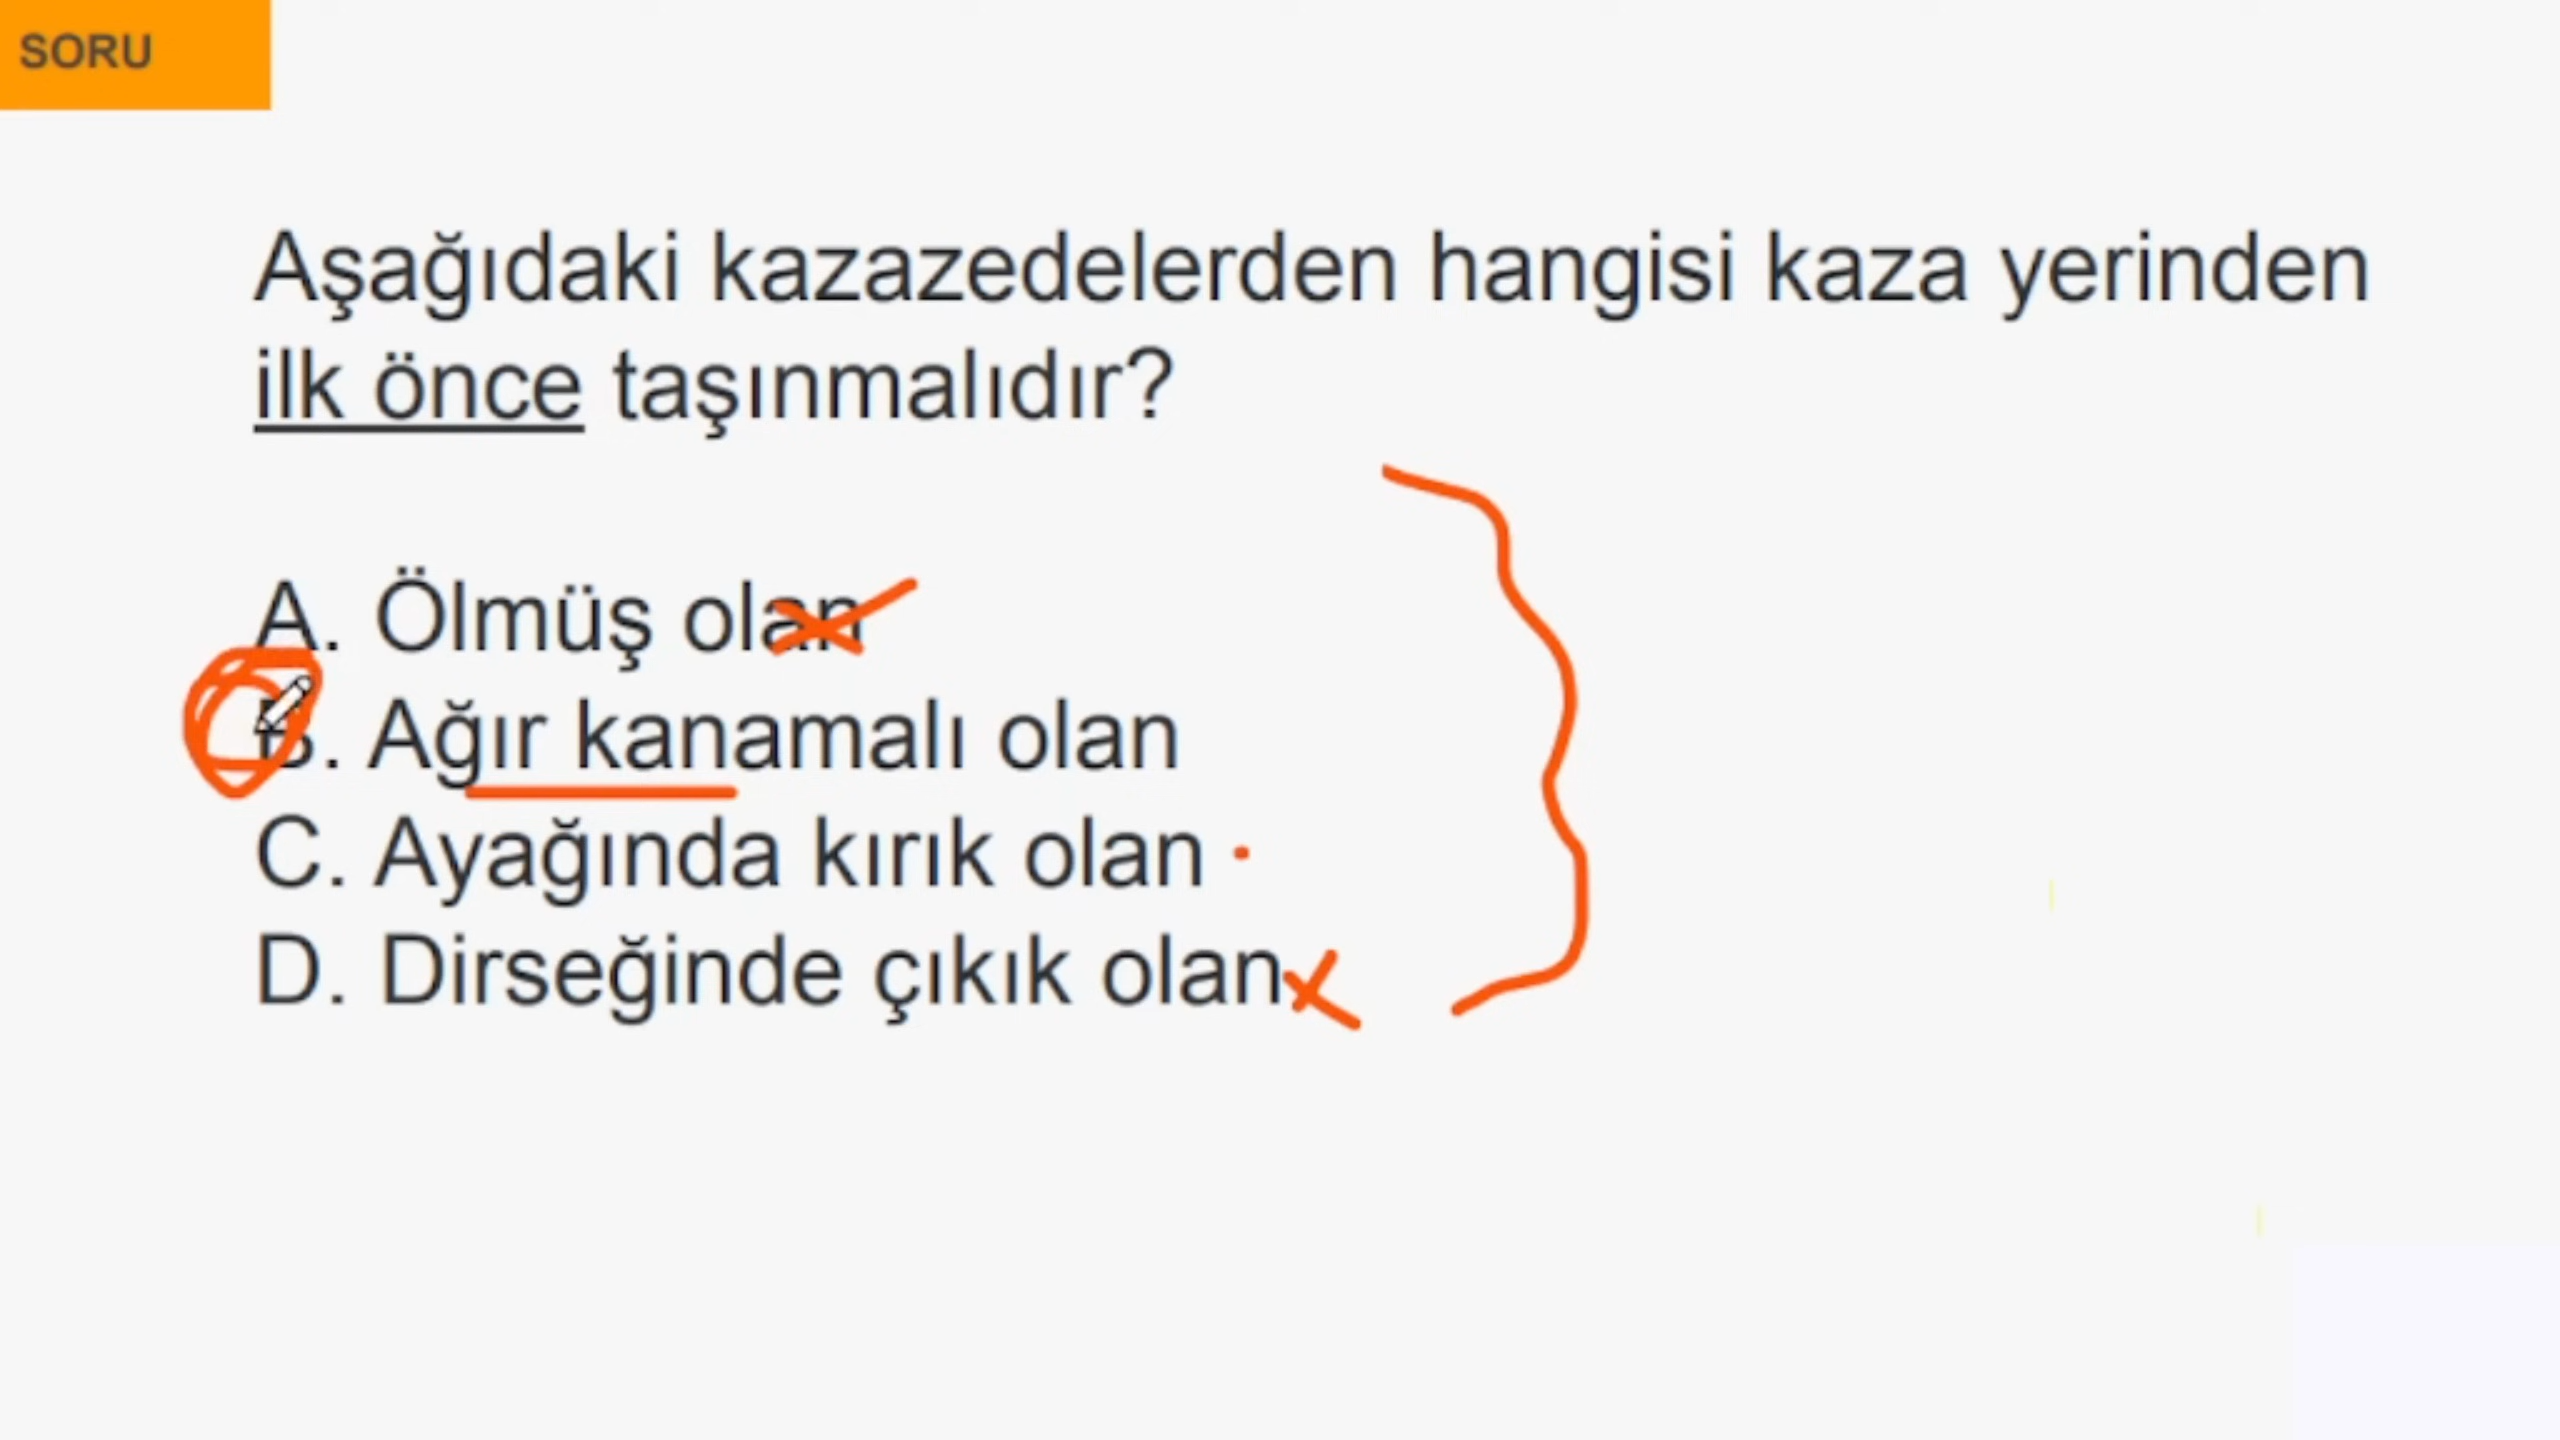 SORU
Aşağıdaki kazazedelerden hangisi kaza yerinden
ilk önce taşınmalıdır?
A. Ölmüş olan
B. Ağır kanamalı olan
C. Ayağında kırık olan
D. Dirseğinde çıkık olan